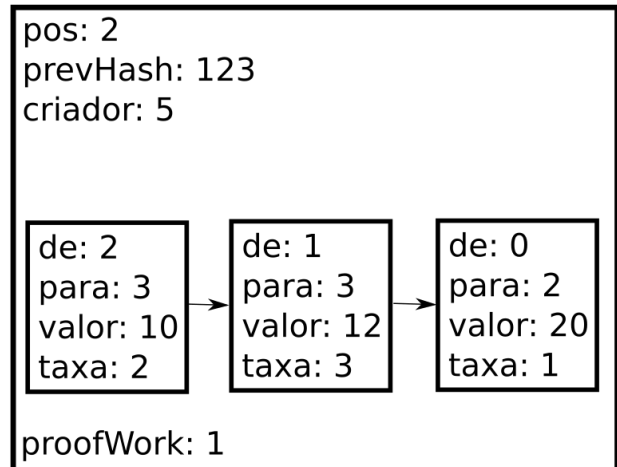 pos: 2
prevHash: 123
criador: 5
de: 2
para: 3
valor: 10
taxa: 2
de: 1
para: 3
valor: 12
taxa: 3
de: 0
para: 2
valor: 20
taxa: 1
proofWork: 1